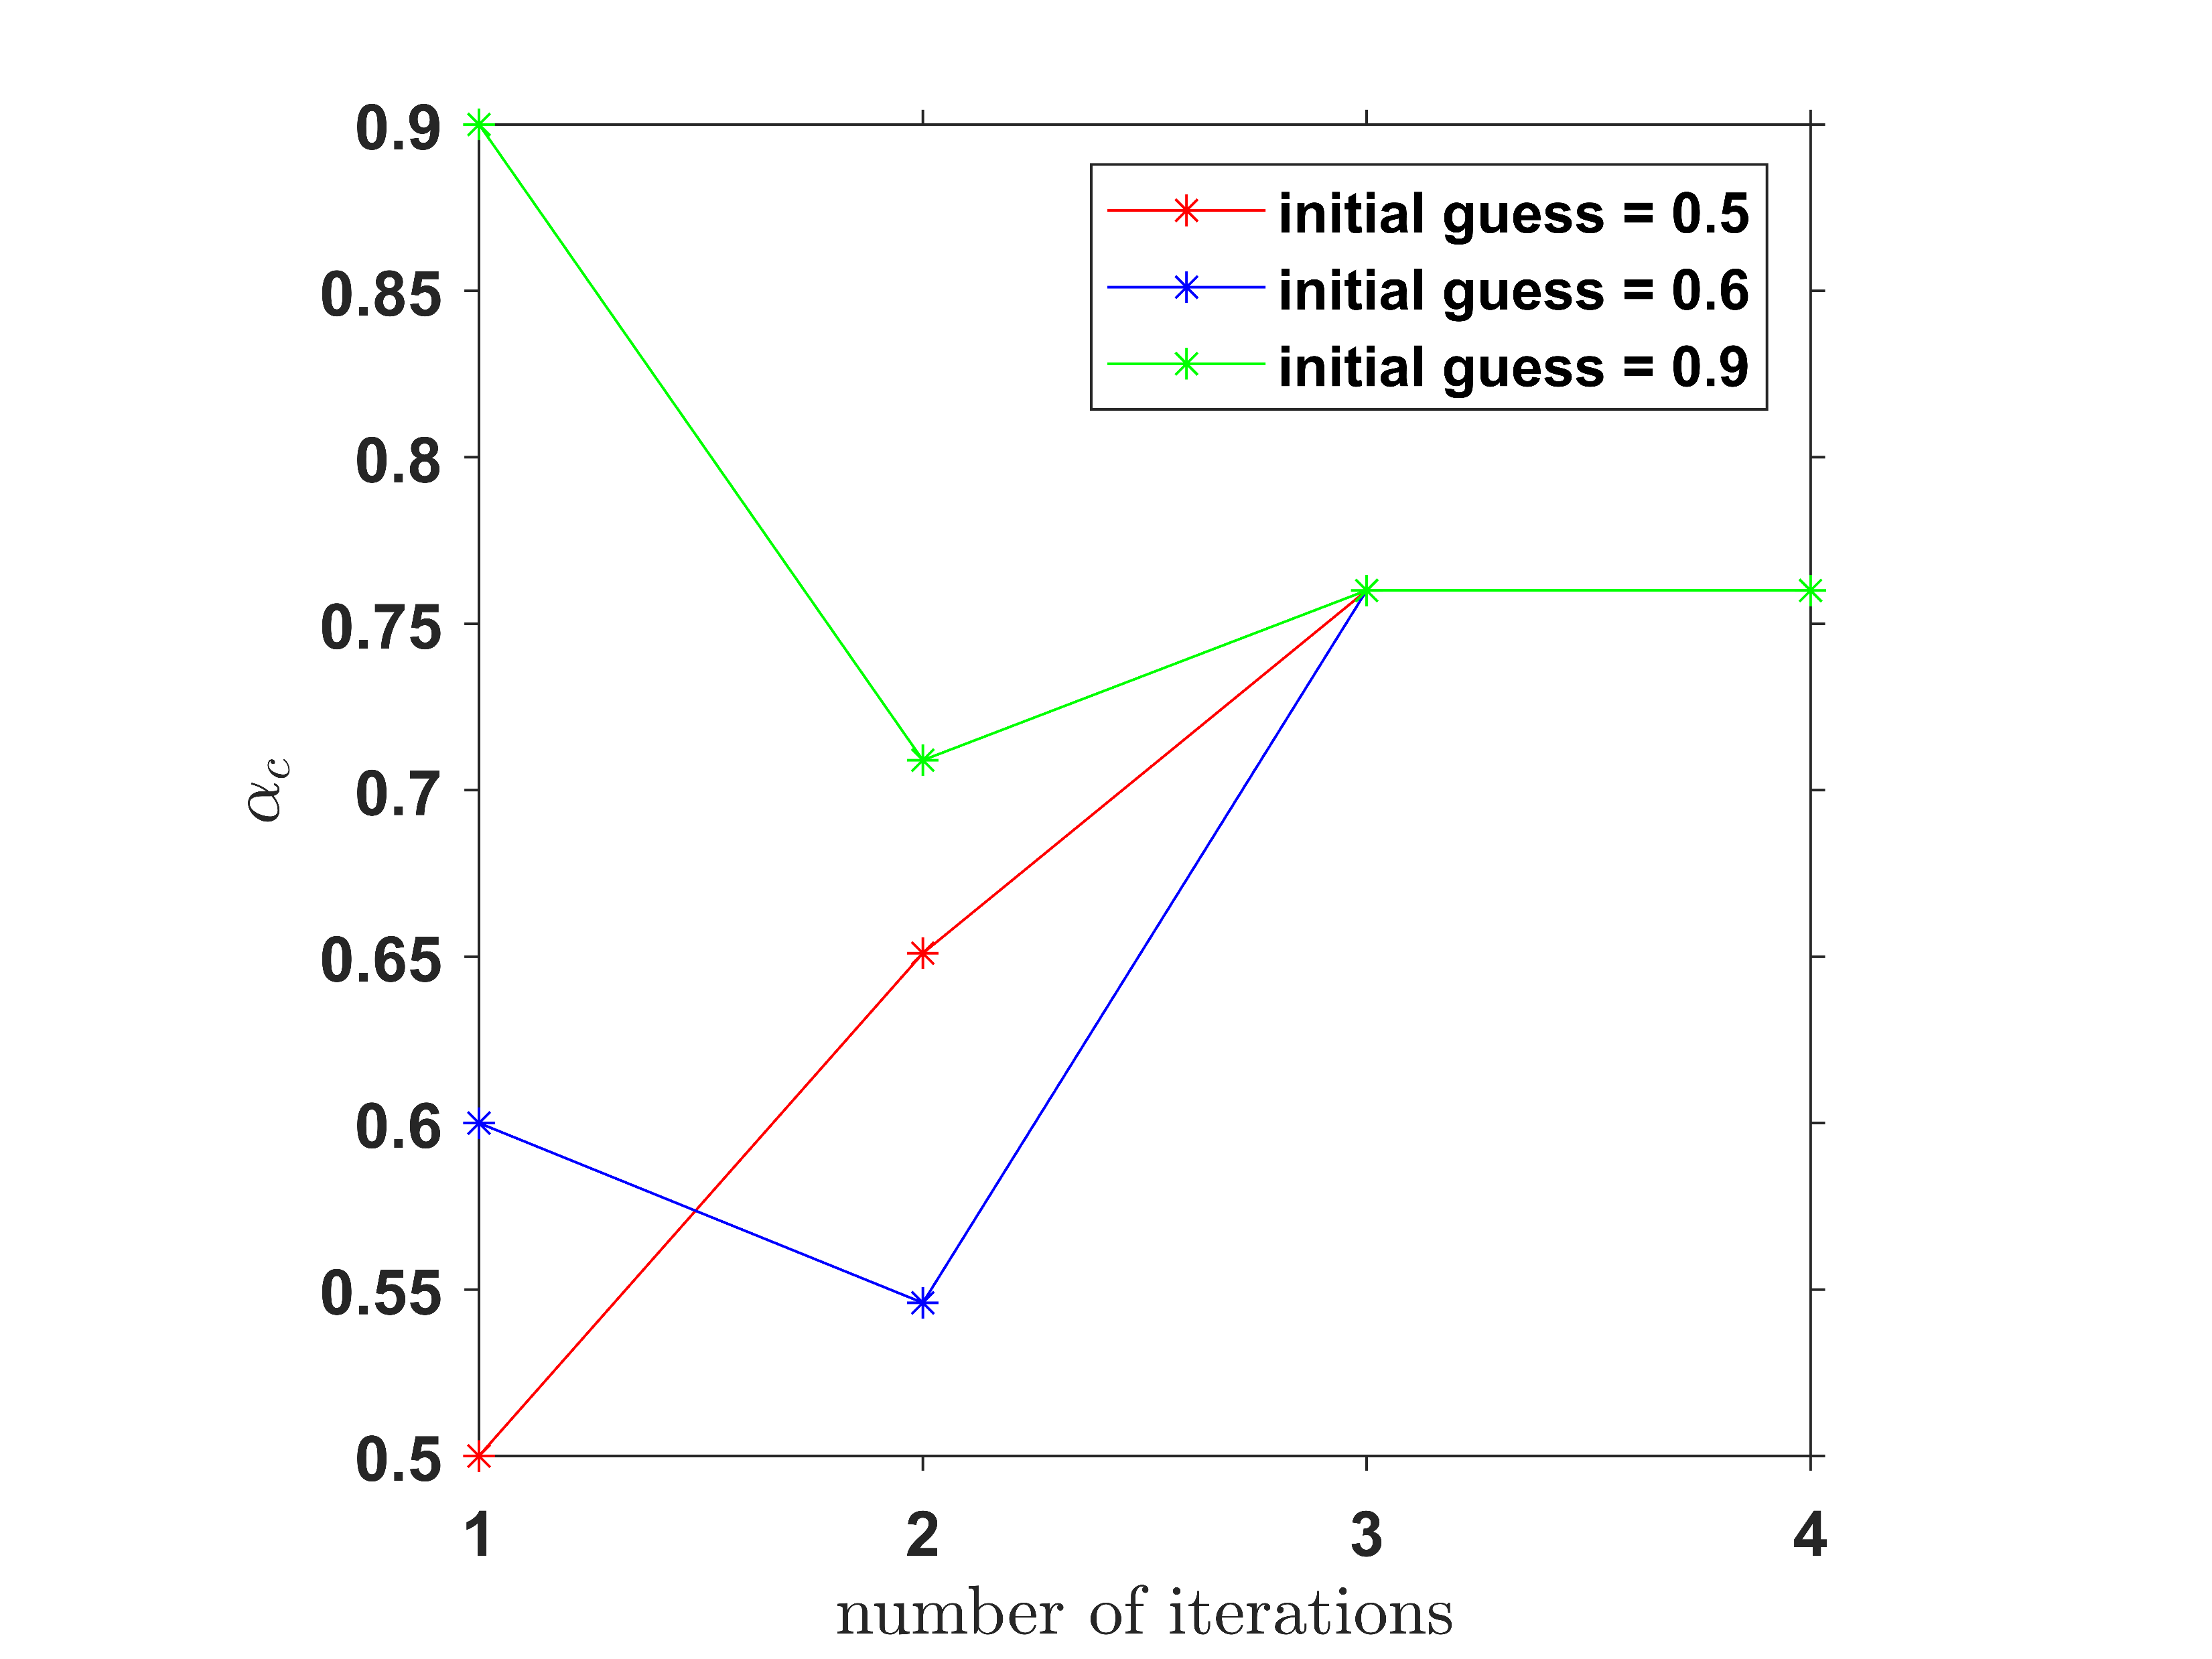 0.9
0.85
0.8
0.75
0.7
0.65
0.6
0.55
0.5
α_c
initial guess = 0.5
initial guess = 0.6
initial guess = 0.9
1 2 3 4
number of iterations